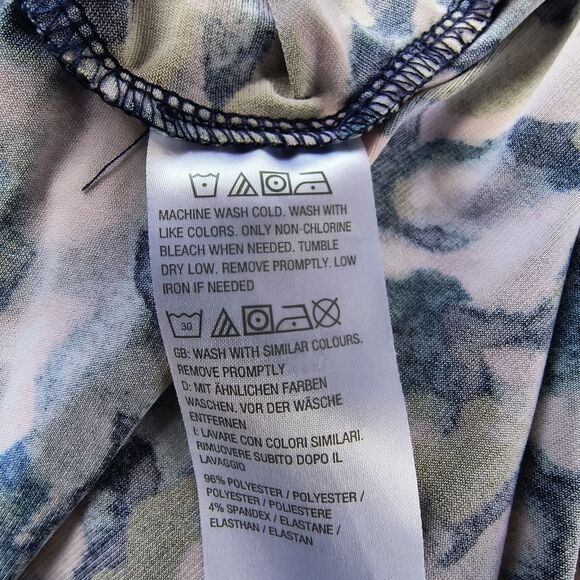 MACHINE WASH COLD. WASH WITH
LIKE COLORS. ONLY NON-CHLORINE
BLEACH WHEN NEEDED. TUMBLE
DRY LOW. REMOVE PROMPTLY. LOW
IRON IF NEEDED
30
GB: WASH WITH SIMILAR COLOURS.
REMOVE PROMPTLY
D: MIT ÄHNLICHEN FARBEN
WASCHEN. VOR DER WÄSCHE
ENTFERNEN
I: LAVARE CON COLORI SIMILARI.
RIMUOVERE SUBITO DOPO IL
LAVAGGIO
96% POLYESTER / POLYESTER /
POLYESTER / POLIESTERE
4% SPANDEX / ELASTANE /
ELASTHAN / ELASTAN